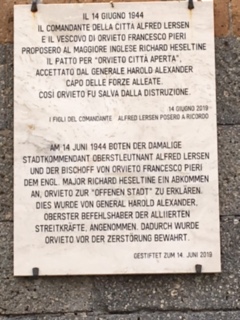 IL 14 GIUGNO 1944
IL COMANDANTE DELLA CITTÀ ALFRED LERSEN
E IL VESCOVO DI ORVIETO FRANCESCO PIERI
PROPOSERO AL MAGGIORE INGLESE RICHARD HESELTINE
IL PATTO PER "ORVIETO CITTÀ APERTA",
ACCETTATO DAL GENERALE HAROLD ALEXANDER
CAPO DELLE FORZE ALLEATE.
COSÌ ORVIETO FU SALVA DALLA DISTRUZIONE.
14 GIUGNO 2019
I FIGLI DEL COMANDANTE ALFRED LERSEN POSERO A RICORDO
AM 14 JUNI 1944 BOTEN DER DAMALIGE
STADTKOMMANDANT OBERSTLEUTNANT ALFRED LERSEN
UND DER BISCHOFF VON ORVIETO FRANCESCO PIERI
DEM ENGL. MAJOR RICHARD HESELTINE EIN ABKOMMEN
AN, ORVIETO ZUR "OFFENEN STADT" ZU ERKLÄREN.
DIES WURDE VON GENERAL HAROLD ALEXANDER,
OBERSTER BEFEHLSHABER DER ALLIIERTEN
STREITKRÄFTE, ANGENOMMEN. DADURCH WURDE
ORVIETO VOR DER ZERSTÖRUNG BEWAHRT.
GESTIFTET ZUM 14. JUNI 2019